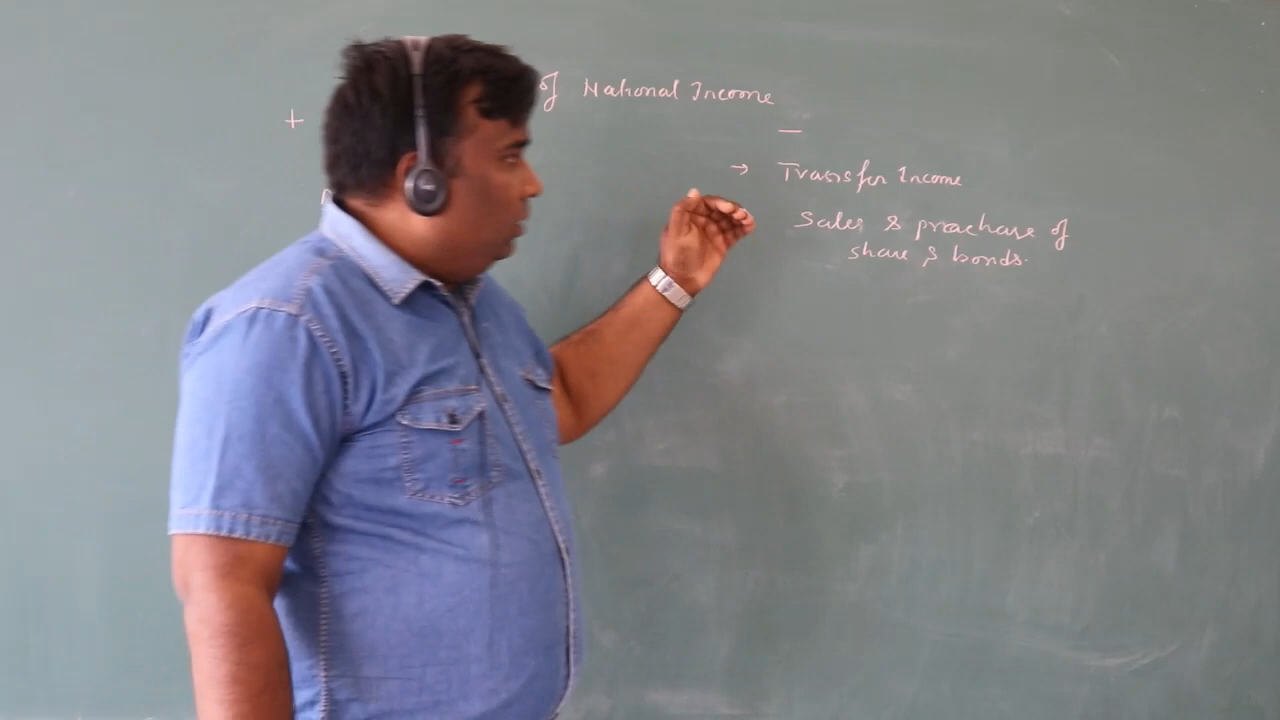 of National Income
+
—
→ Transfer Income
Sales & prachase of
share & bonds.